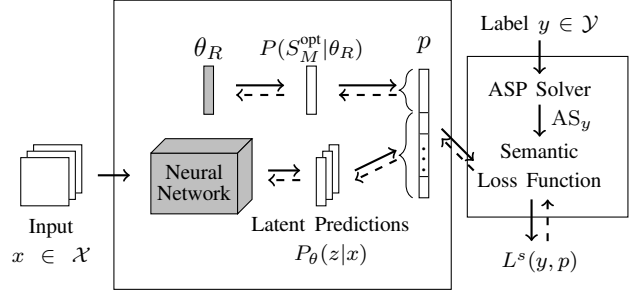 θ_R
P(S_M^opt|θ_R)
p
Label y ∈ 𝒴
ASP Solver
AS_y
Semantic
Loss Function
L^s(y, p)
Neural
Network
Input
x ∈ 𝒳
Latent Predictions
P_θ(z|x)